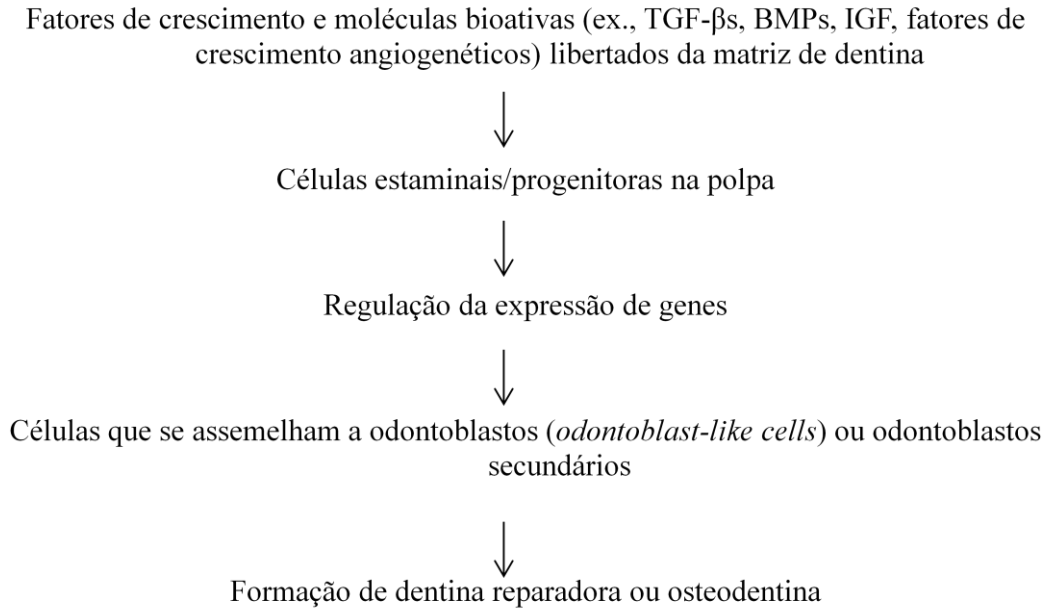 Fatores de crescimento e moléculas bioativas (ex., TGF-βs, BMPs, IGF, fatores de
crescimento angiogenéticos) libertados da matriz de dentina
Células estaminais/progenitoras na polpa
Regulação da expressão de genes
Células que se assemelham a odontoblastos (odontoblast-like cells) ou odontoblastos
secundários
Formação de dentina reparadora ou osteodentina